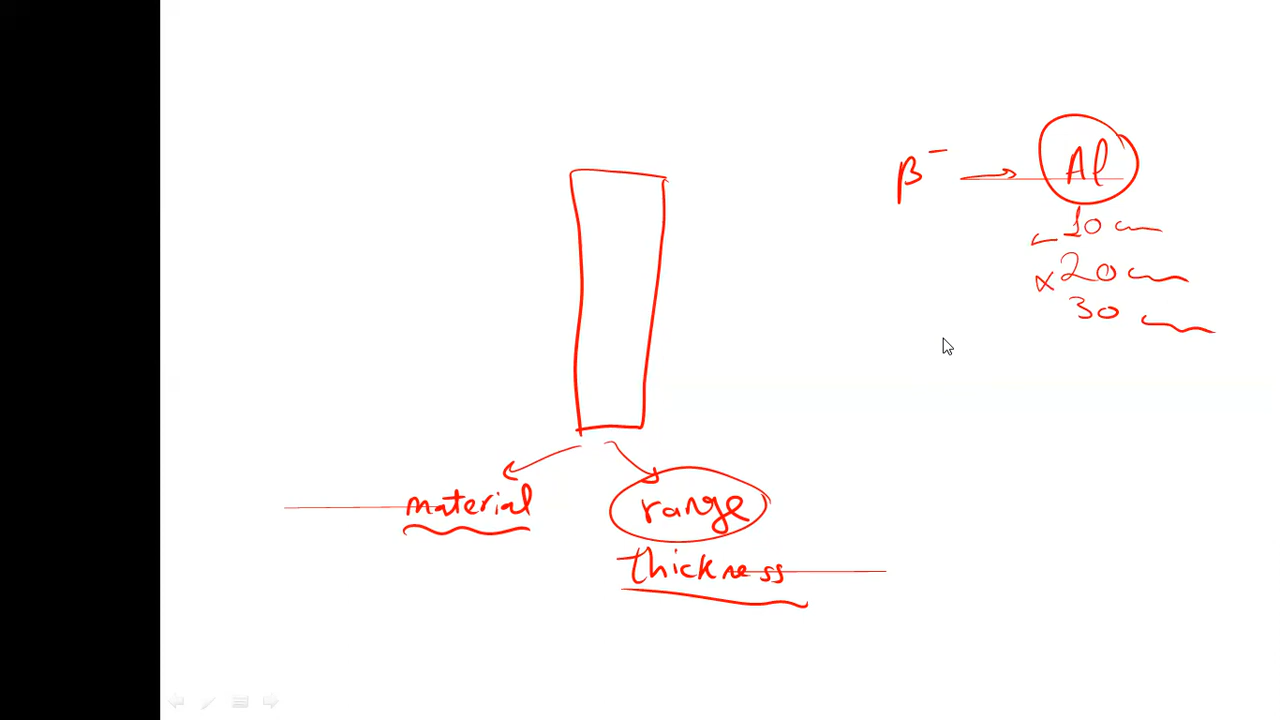 β⁻ → Al
10 cm
x 20 cm
30 cm
material
range
thickness